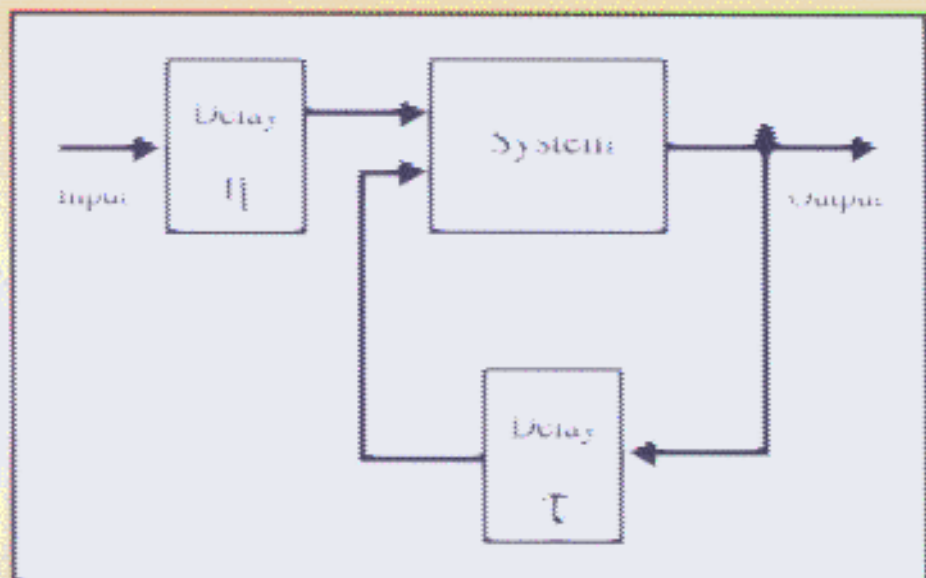 Delay
η
System
Input
Output
Delay
τ